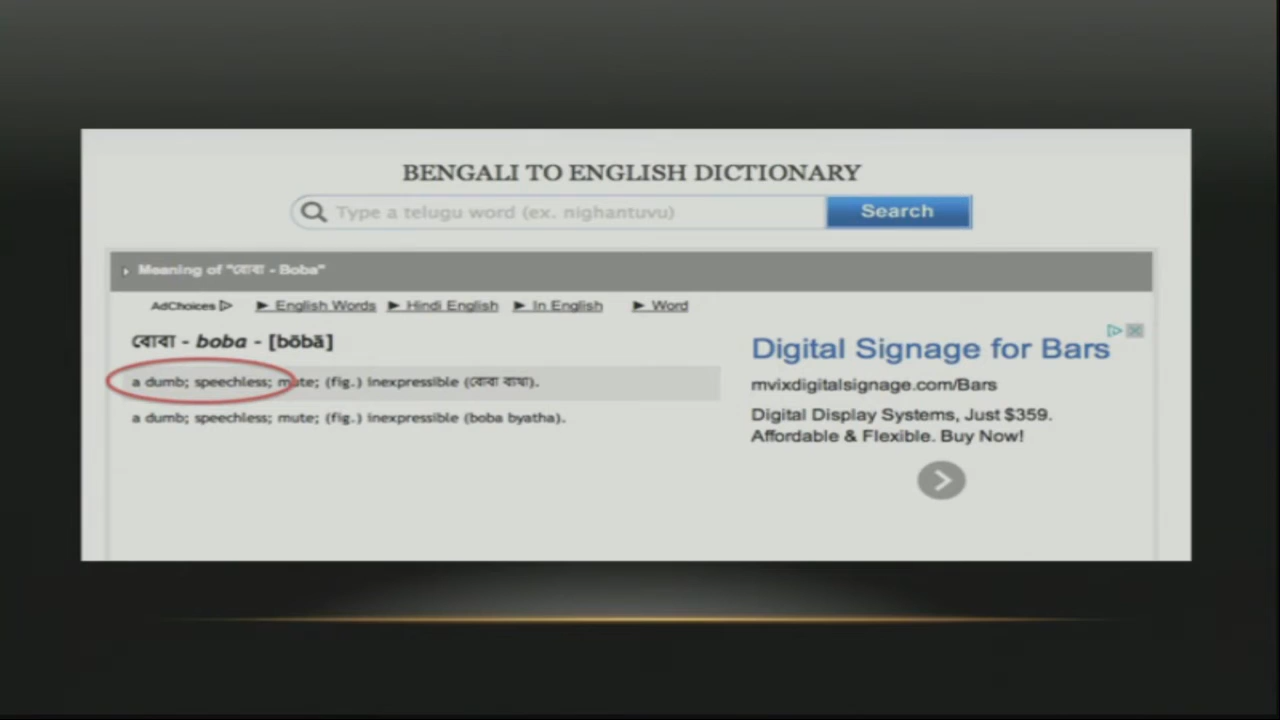 BENGALI TO ENGLISH DICTIONARY
Type a telugu word (ex. nighantuvu)
Search
Meaning of "বোবা - Boba"
AdChoices
► English Words ► Hindi English ► In English ► Word
বোবা - boba - [bōbā]
a dumb; speechless; mute; (fig.) inexpressible (বোবা ব্যথা).
a dumb; speechless; mute; (fig.) inexpressible (boba byatha).
Digital Signage for Bars
mvixdigitalsignage.com/Bars
Digital Display Systems, Just $359.
Affordable & Flexible. Buy Now!